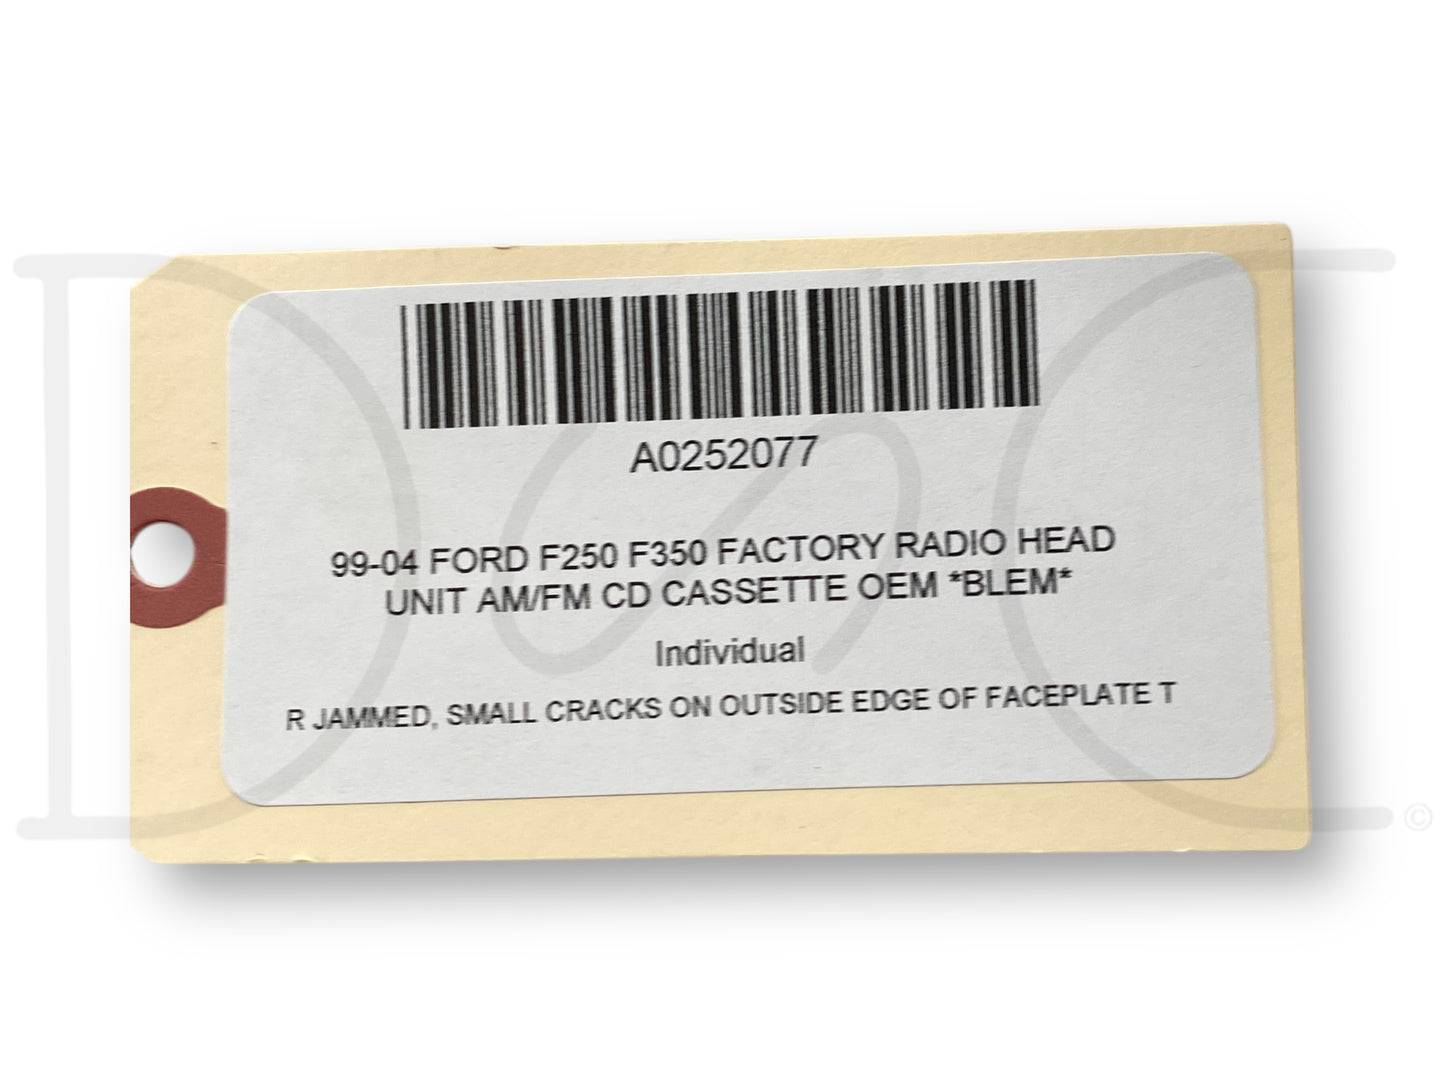 A0252077
99-04 FORD F250 F350 FACTORY RADIO HEAD
UNIT AM/FM CD CASSETTE OEM *BLEM*
Individual
R JAMMED, SMALL CRACKS ON OUTSIDE EDGE OF FACEPLATE T
©